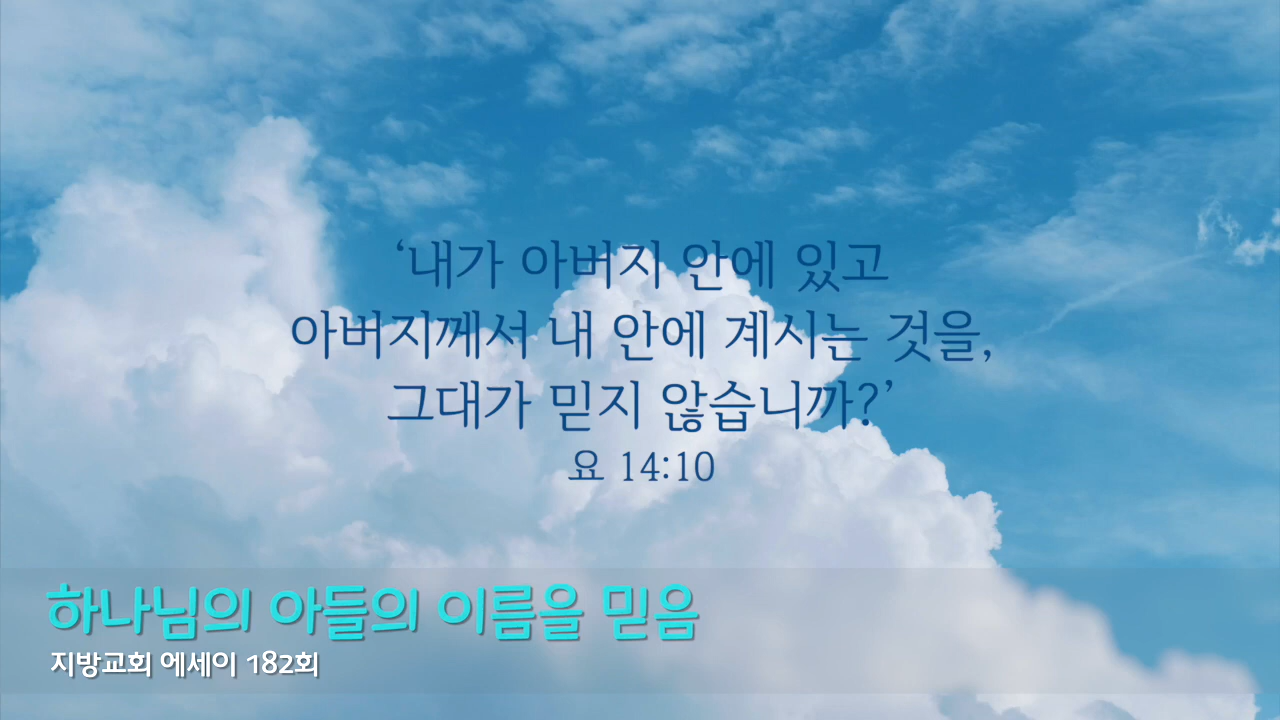 ‘내가 아버지 안에 있고
아버지께서 내 안에 계시는 것을,
그대가 믿지 않습니까?’
요 14:10
하나님의 아들의 이름을 믿음
지방교회 에세이 182회